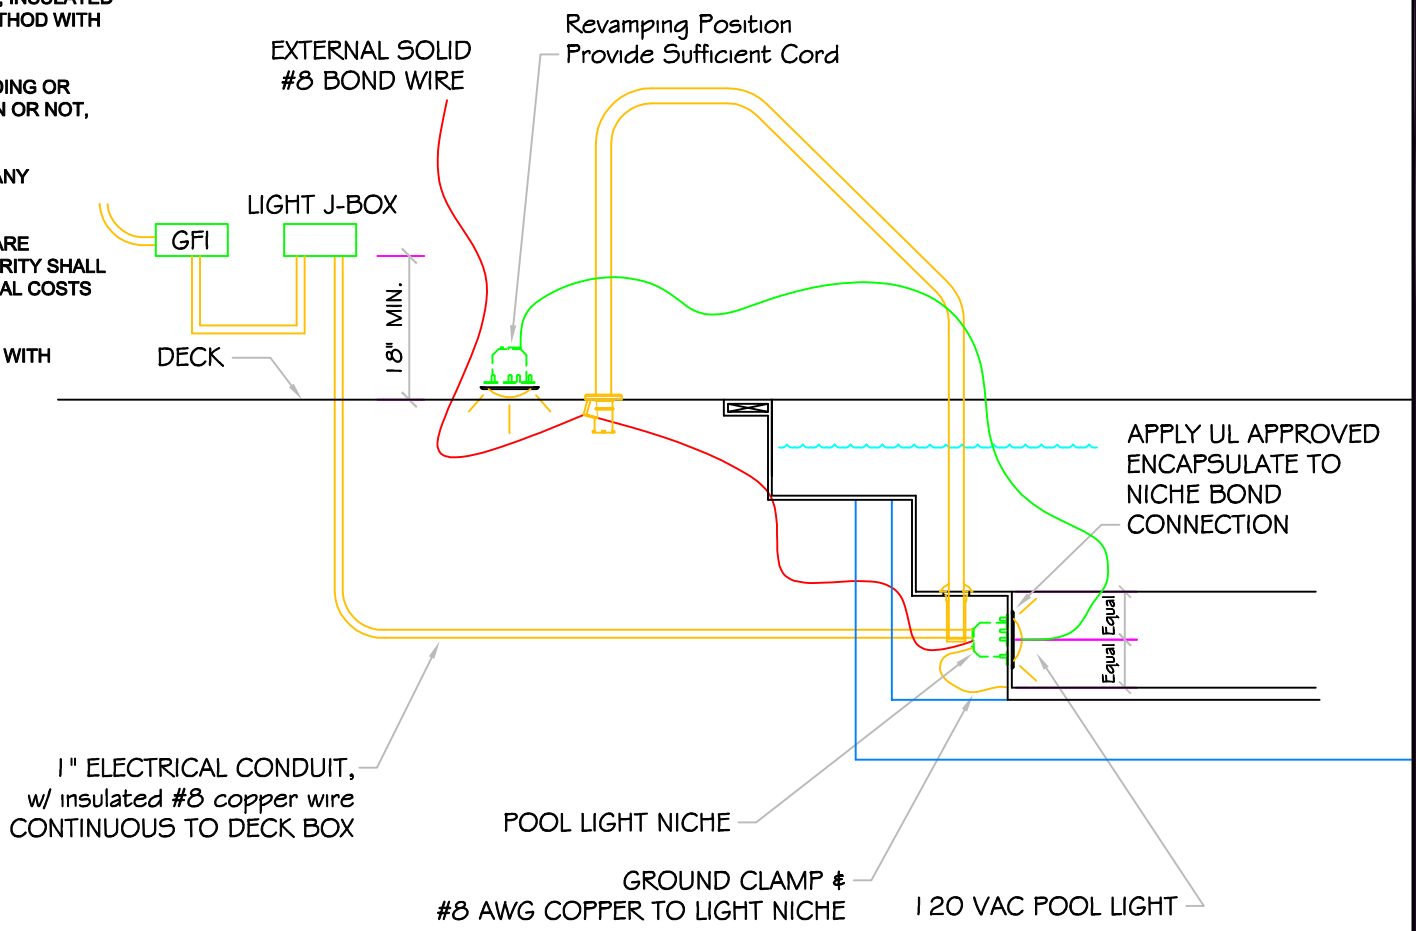 INSULATED
THOD WITH
DING OR
N OR NOT,
ANY
ARE
RITY SHALL
AL COSTS
WITH
EXTERNAL SOLID
#8 BOND WIRE
Revamping Position
Provide Sufficient Cord
LIGHT J-BOX
GFI
18" MIN.
DECK
APPLY UL APPROVED
ENCAPSULATE TO
NICHE BOND
CONNECTION
Equal
Equal
1" ELECTRICAL CONDUIT,
w/ insulated #8 copper wire
CONTINUOUS TO DECK BOX
POOL LIGHT NICHE
GROUND CLAMP &
#8 AWG COPPER TO LIGHT NICHE
120 VAC POOL LIGHT